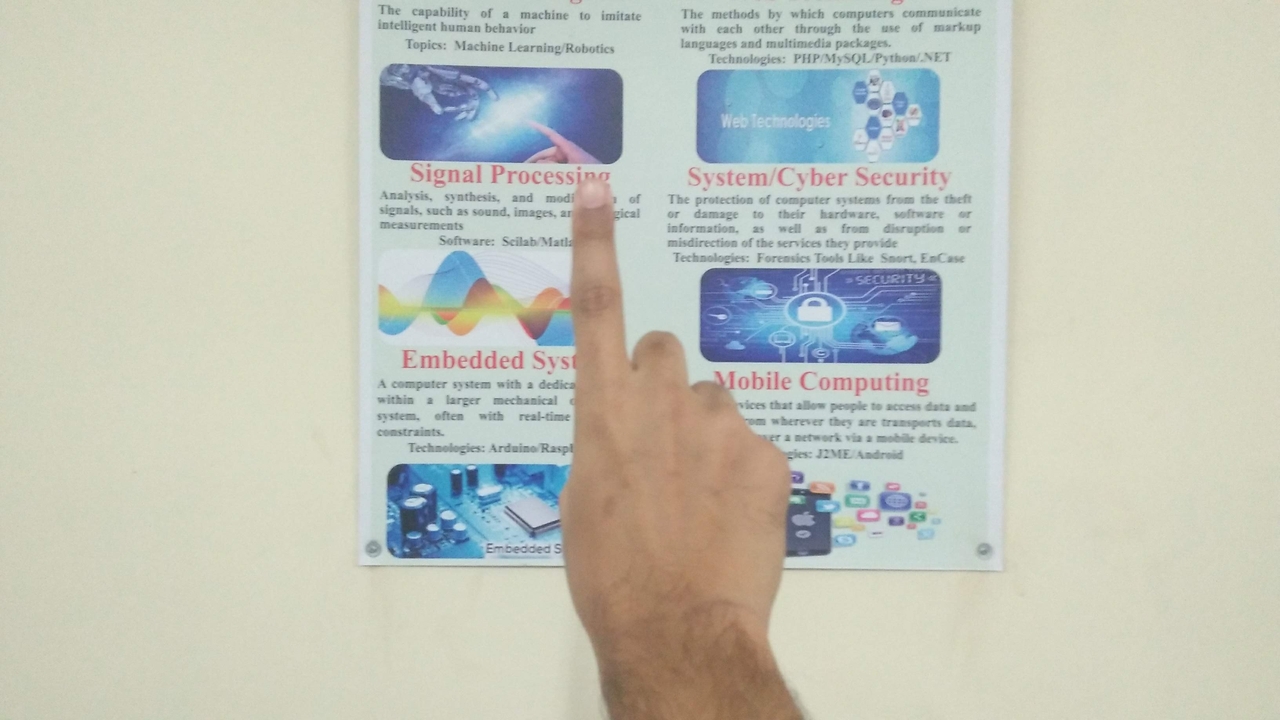 The capability of a machine to imitate
intelligent human behavior
Topics: Machine Learning/Robotics
Signal Processing
Analysis, synthesis, and of
signals, such as sound, images,
measurements
Software: Scilab/
Embedded
A computer system with a
within a larger mechanical
system, often with real-time
constraints.
Technologies: Arduino/
Embedded
The methods by which computers communicate
with each other through the use of markup
languages and multimedia packages.
Technologies: PHP/MySQL/Python/.NET
Web Technologies
System/Cyber Security
The protection of computer systems from the theft
or damage to their hardware, software or
information, as well as from disruption or
misdirection of the services they provide
Technologies: Forensics Tools Like Snort, EnCase
SECURITY
Mobile Computing
that allow people to access data and
wherever they are transports data,
a network via a mobile device.
J2ME/Android